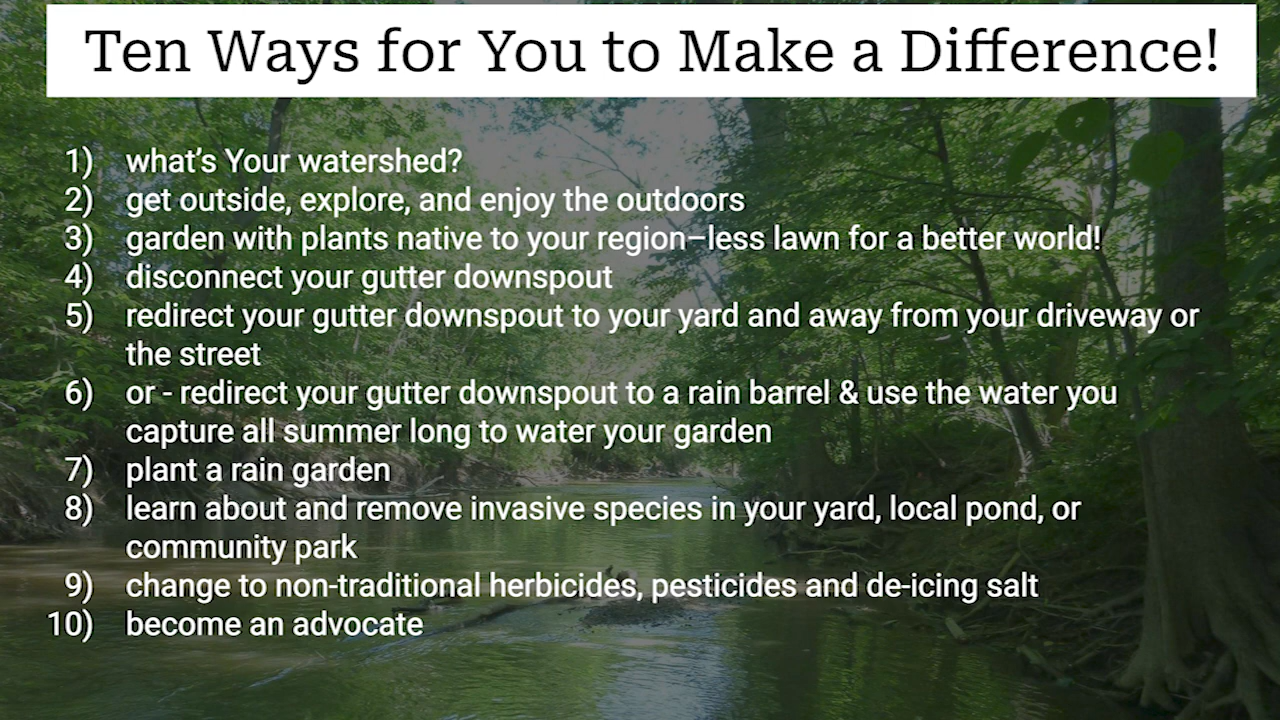 Ten Ways for You to Make a Difference!
1) what's Your watershed?
2) get outside, explore, and enjoy the outdoors
3) garden with plants native to your region–less lawn for a better world!
4) disconnect your gutter downspout
5) redirect your gutter downspout to your yard and away from your driveway or
the street
6) or - redirect your gutter downspout to a rain barrel & use the water you
capture all summer long to water your garden
7) plant a rain garden
8) learn about and remove invasive species in your yard, local pond, or
community park
9) change to non-traditional herbicides, pesticides and de-icing salt
10) become an advocate